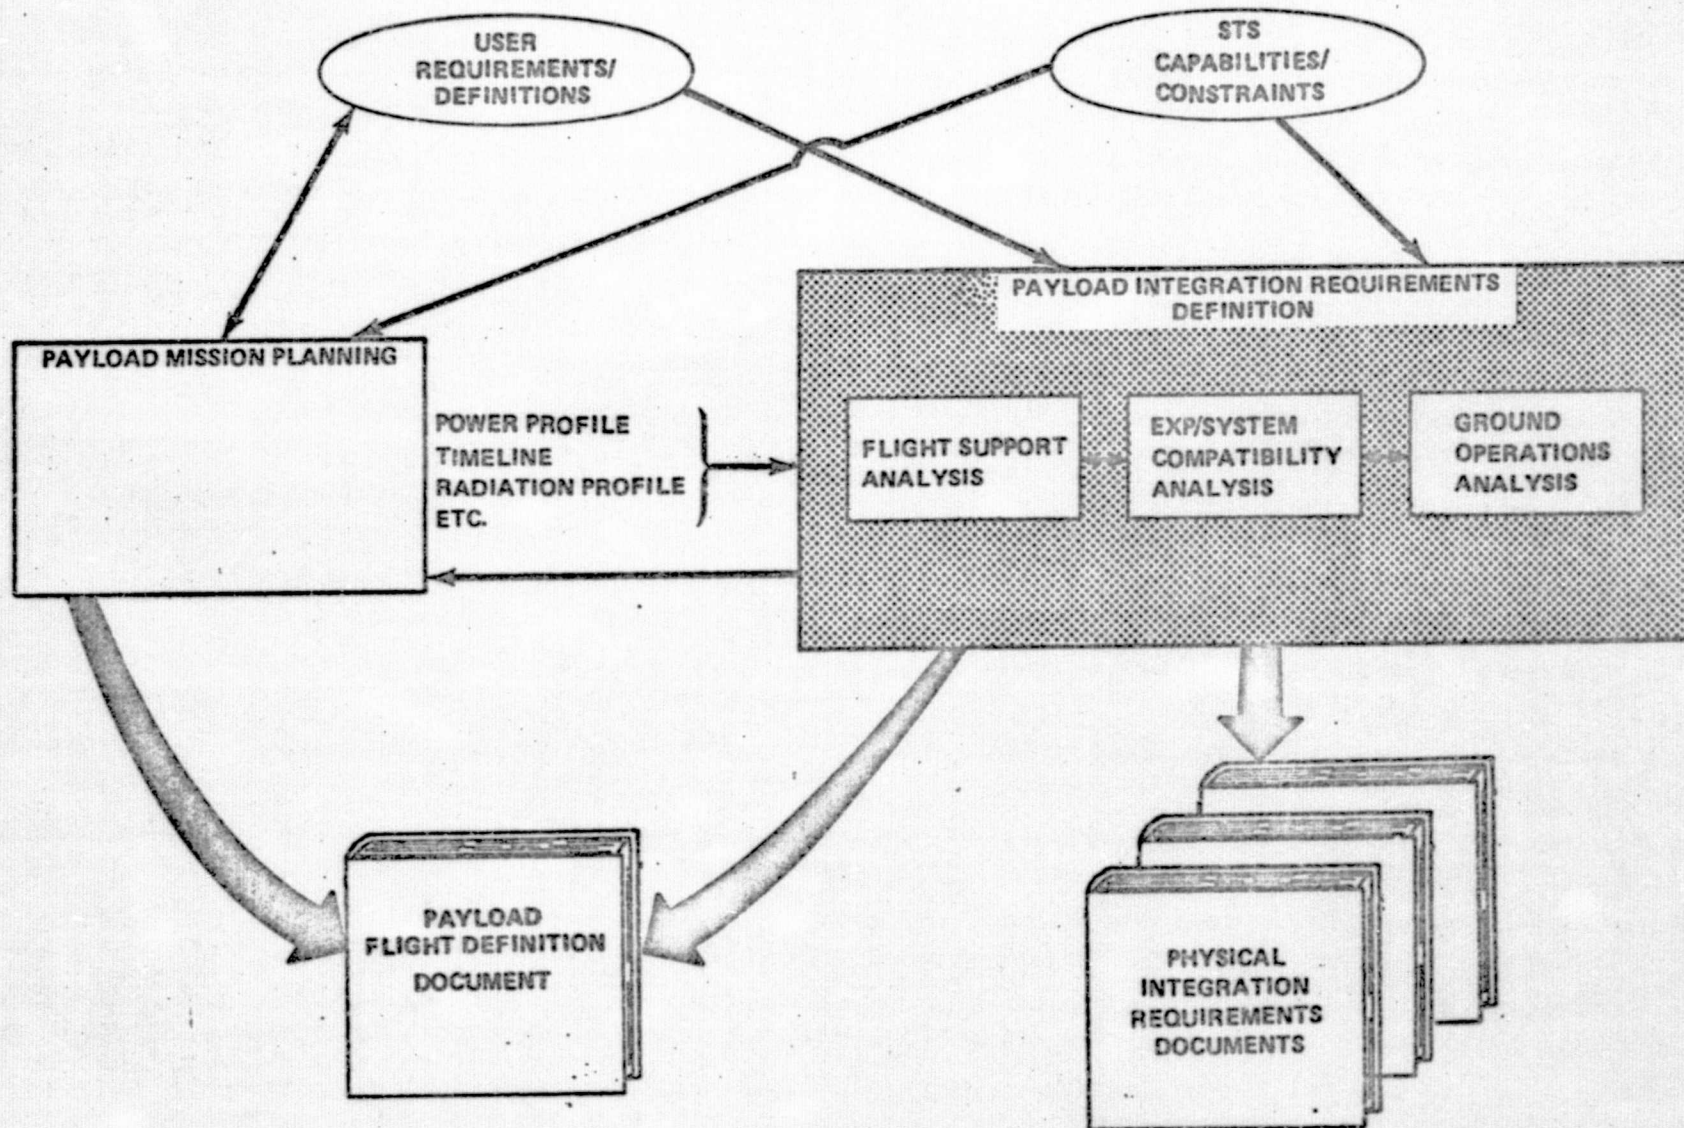 USER
REQUIREMENTS/
DEFINITIONS
STS
CAPABILITIES/
CONSTRAINTS
PAYLOAD INTEGRATION REQUIREMENTS
DEFINITION
PAYLOAD MISSION PLANNING
POWER PROFILE
TIMELINE
RADIATION PROFILE
ETC.
FLIGHT SUPPORT
ANALYSIS
EXP/SYSTEM
COMPATIBILITY
ANALYSIS
GROUND
OPERATIONS
ANALYSIS
PAYLOAD
FLIGHT DEFINITION
DOCUMENT
PHYSICAL
INTEGRATION
REQUIREMENTS
DOCUMENTS